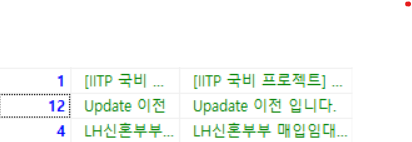 1 [IITP 국비 ... [IITP 국비 프로젝트] ...
12 Update 이전 Upadate 이전 입니다.
4 LH신혼부부... LH신혼부부 매입임대...